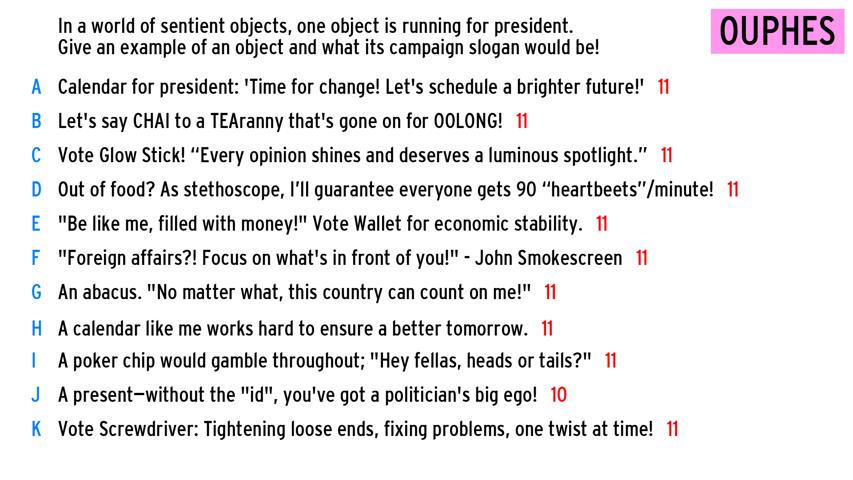 In a world of sentient objects, one object is running for president.
Give an example of an object and what its campaign slogan would be!
OUPHES
A Calendar for president: 'Time for change! Let's schedule a brighter future!' 11
B Let's say CHAI to a TEAranny that's gone on for OOLONG! 11
C Vote Glow Stick! “Every opinion shines and deserves a luminous spotlight.” 11
D Out of food? As stethoscope, I’ll guarantee everyone gets 90 “heartbeets”/minute! 11
E "Be like me, filled with money!" Vote Wallet for economic stability. 11
F "Foreign affairs?! Focus on what's in front of you!" - John Smokescreen 11
G An abacus. "No matter what, this country can count on me!" 11
H A calendar like me works hard to ensure a better tomorrow. 11
I A poker chip would gamble throughout; "Hey fellas, heads or tails?" 11
J A present—without the "id", you've got a politician's big ego! 10
K Vote Screwdriver: Tightening loose ends, fixing problems, one twist at time! 11